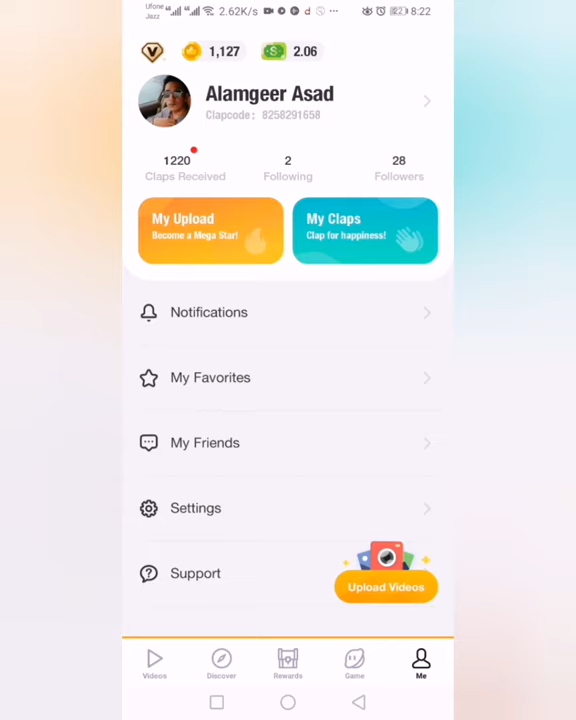 Ufone
Jazz
2.62K/s
d
...
8:22
V
1,127
$
2.06
Alamgeer Asad
Clapcode: 8258291658
1220
2
28
Claps Received
Following
Followers
My Upload
Become a Mega Star!
My Claps
Clap for happiness!
Notifications
My Favorites
My Friends
Settings
Support
Upload Videos
Videos
Discover
Rewards
Game
Me